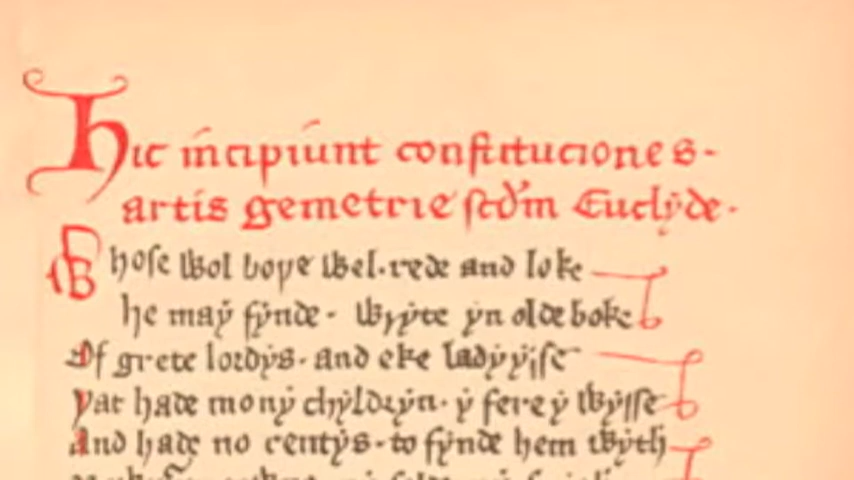 Hic incipiunt constituciones
artis gemetrie scdm Euclyde.
Whose wol boþe wel rede and loke
he may fynde wryte yn olde boke
Of grete lordys and eke ladyysse
þat hade mony chyldryn y fere y wysse
And hade no rentys to fynde hem wyth